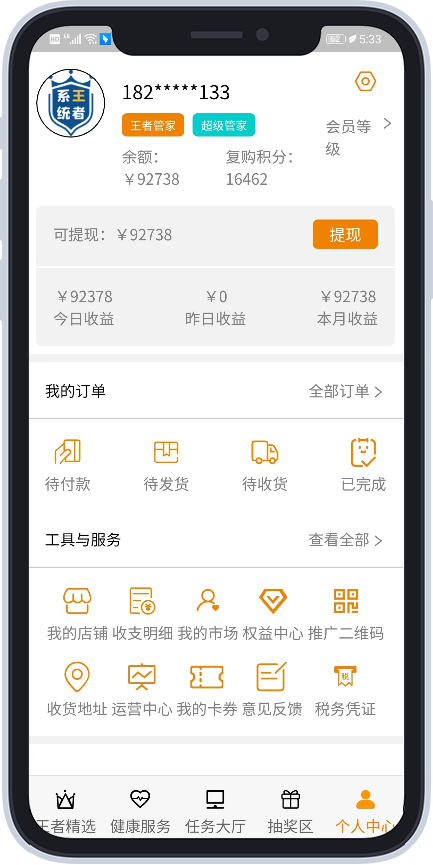 HD 5:33
系王
统者
182*****133
王者管家 超级管家
余额： 复购积分： 会员等
￥92738 16462 级
可提现：￥92738 提现
￥92378 ￥0 ￥92738
今日收益 昨日收益 本月收益
我的订单 全部订单
待付款 待发货 待收货 已完成
工具与服务 查看全部
我的店铺 收支明细 我的市场 权益中心 推广二维码
税
收货地址 运营中心 我的卡券 意见反馈 税务凭证
王者精选 健康服务 任务大厅 抽奖区 个人中心